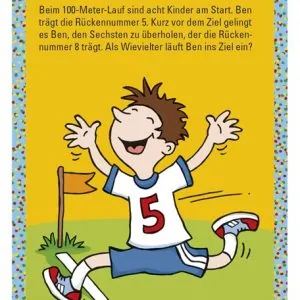 Beim 100-Meter-Lauf sind acht Kinder am Start. Ben
trägt die Rückennummer 5. Kurz vor dem Ziel gelingt
es Ben, den Sechsten zu überholen, der die Rücken-
nummer 8 trägt. Als Wievielter läuft Ben ins Ziel ein?
5